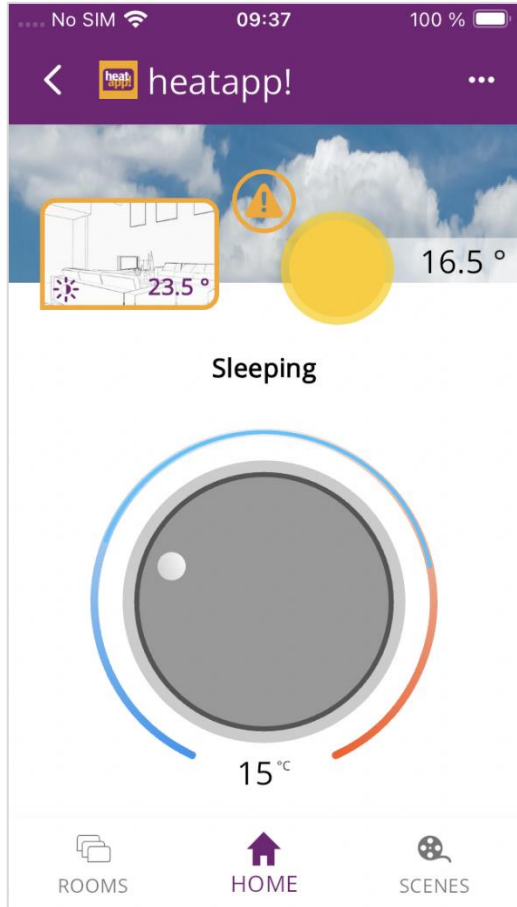 No SIM 09:37 100 %
heat app! heatapp!
23.5 °
16.5 °
Sleeping
15 °C
ROOMS HOME SCENES